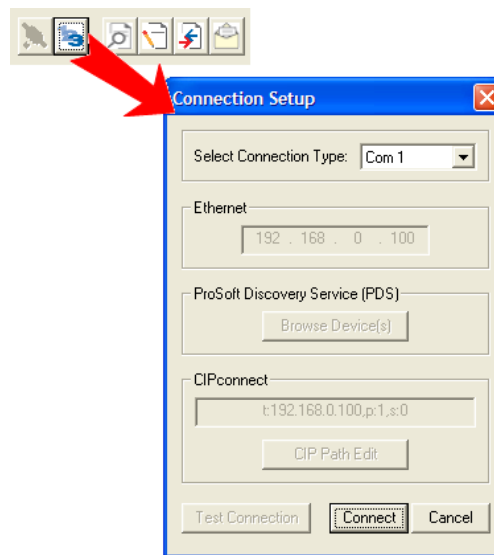 Connection Setup
Select Connection Type: Com 1
Ethernet
192 . 168 . 0 . 100
ProSoft Discovery Service (PDS)
Browse Device(s)
CIPconnect
t:192.168.0.100,p:1,s:0
CIP Path Edit
Test Connection Connect Cancel